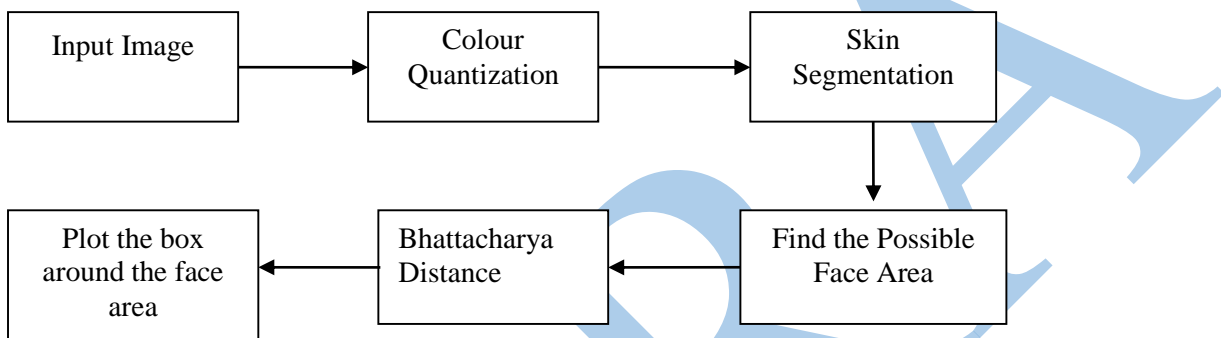 Input Image
Colour
Quantization
Skin
Segmentation
Find the Possible
Face Area
Bhattacharya
Distance
Plot the box
around the face
area